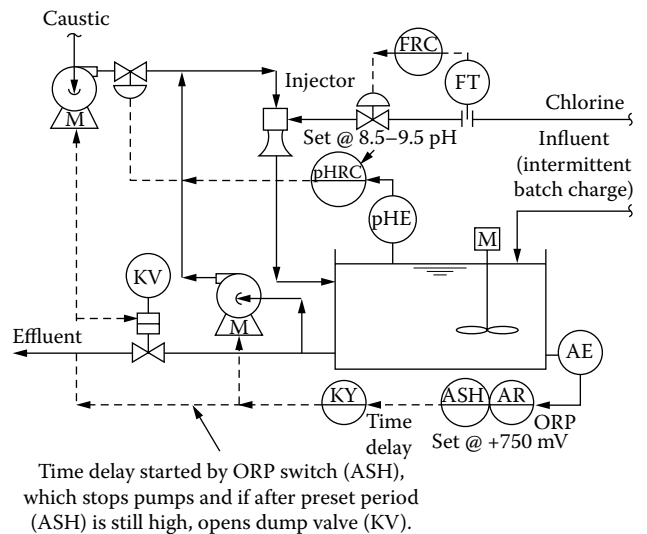 Caustic
FRC
FT
Injector
M
Chlorine
Set @ 8.5–9.5 pH
Influent
(intermittent
batch charge)
pHRC
pHE
M
KV
M
Effluent
AE
KY
ASH
AR
Time
delay
ORP
Set @ +750 mV
Time delay started by ORP switch (ASH),
which stops pumps and if after preset period
(ASH) is still high, opens dump valve (KV).